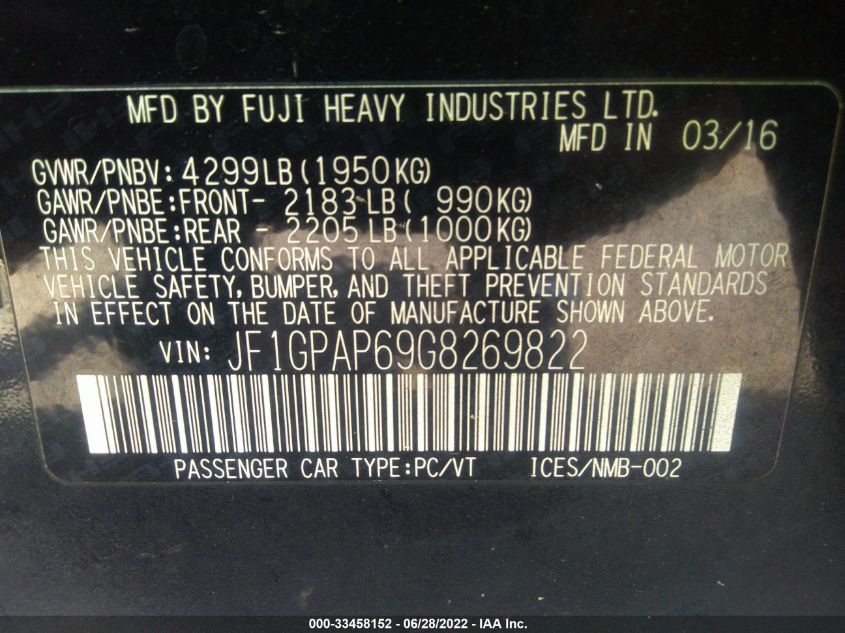 MFD BY FUJI HEAVY INDUSTRIES LTD.
MFD IN 03/16
GVWR/PNBV: 4299LB(1950KG)
GAWR/PNBE:FRONT- 2183 LB( 990KG)
GAWR/PNBE:REAR - 2205 LB(1000KG)
THIS VEHICLE CONFORMS TO ALL APPLICABLE FEDERAL MOTOR
VEHICLE SAFETY, BUMPER, AND THEFT PREVENTION STANDARDS
IN EFFECT ON THE DATE OF MANUFACTURE SHOWN ABOVE.
VIN: JF1GPAP69G8269822
PASSENGER CAR TYPE:PC/VT ICES/NMB-002
000-33458152 - 06/28/2022 - IAA Inc.